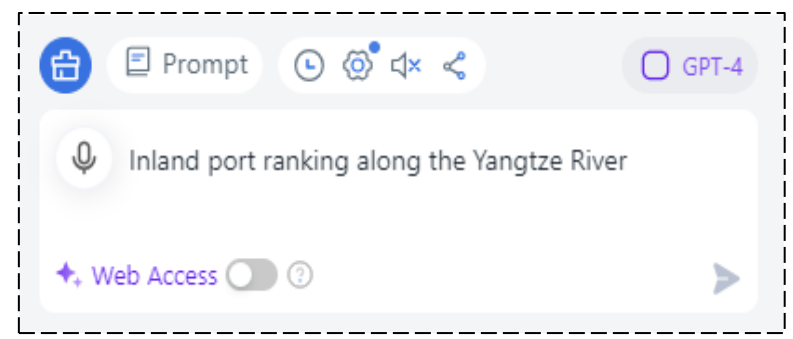 Prompt GPT-4
Inland port ranking along the Yangtze River
Web Access ?